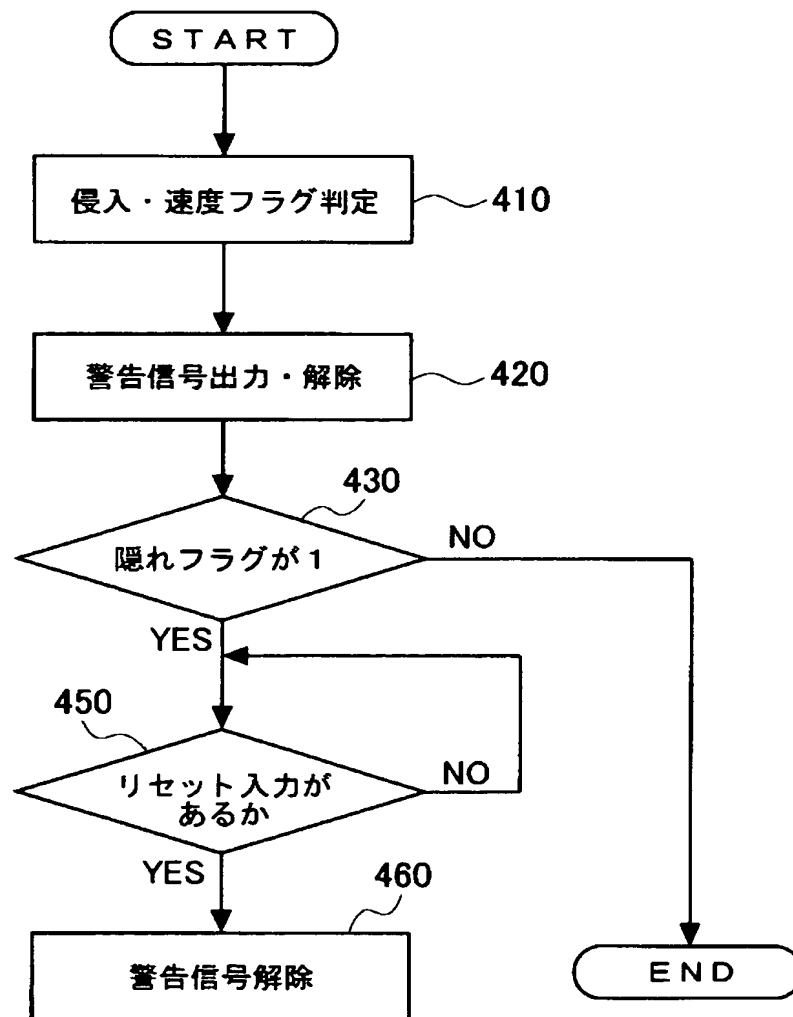 START
侵入・速度フラグ判定
410
警告信号出力・解除
420
430
隠れフラグが1
NO
YES
450
リセット入力が
あるか
NO
YES
460
警告信号解除
END